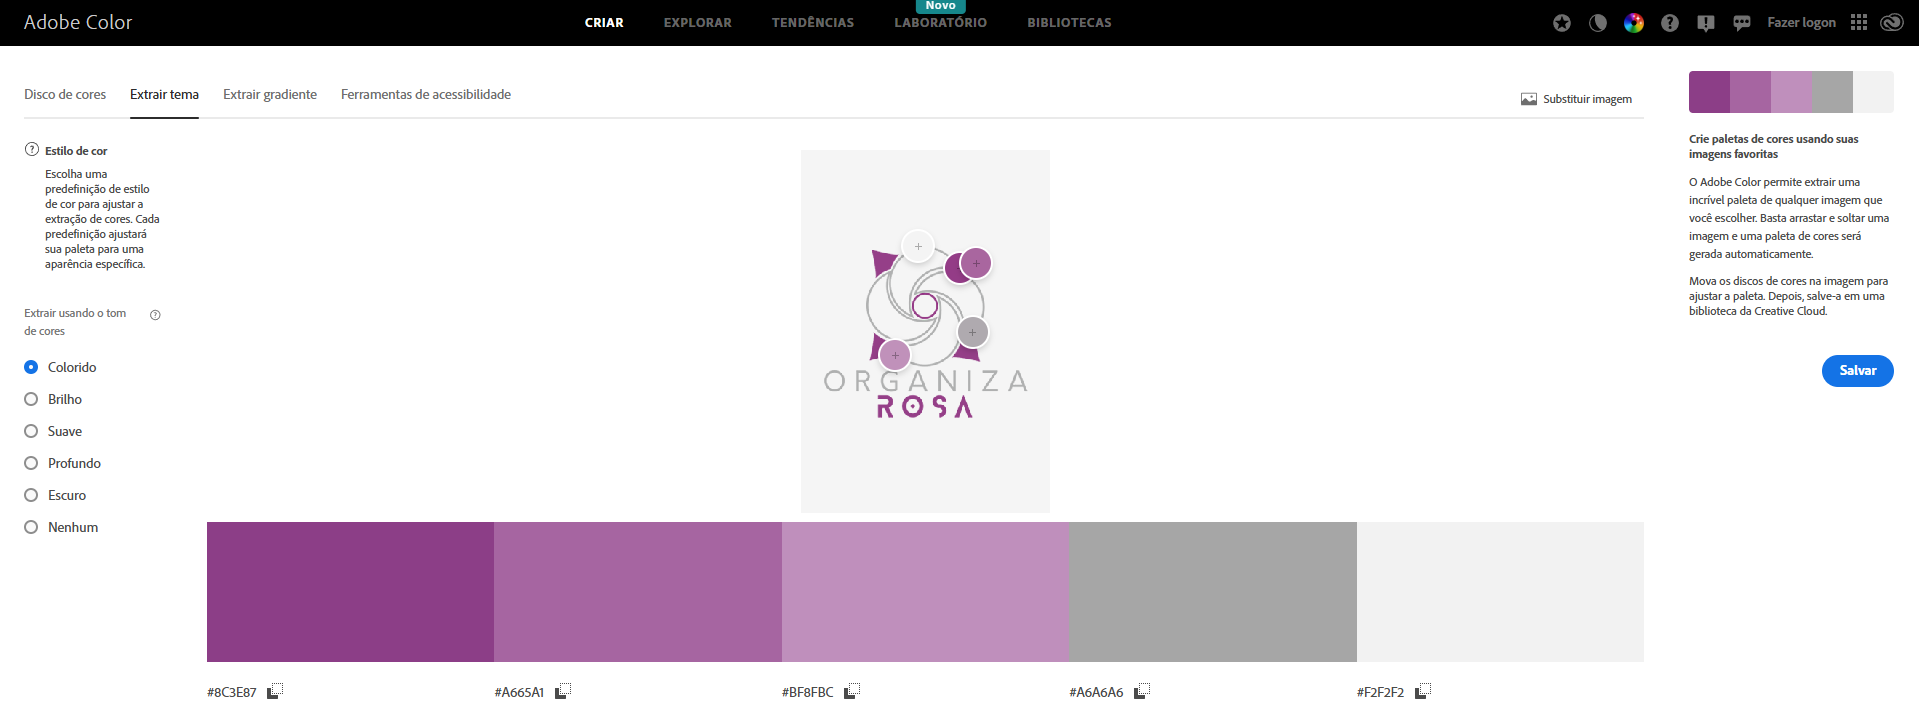 Adobe Color
CRIAR
EXPLORAR
TENDÊNCIAS
Novo
LABORATÓRIO
BIBLIOTECAS
Fazer logon
Disco de cores
Extrair tema
Extrair gradiente
Ferramentas de acessibilidade
Substituir imagem
Estilo de cor
Escolha uma
predefinição de estilo
de cor para ajustar a
extração de cores. Cada
predefinição ajustará
sua paleta para uma
aparência específica.
Extrair usando o tom
de cores
Colorido
Brilho
Suave
Profundo
Escuro
Nenhum
ORGANIZA
ROSA
#8C3E87
#A665A1
#BF8FBC
#A6A6A6
#F2F2F2
Crie paletas de cores usando suas
imagens favoritas
O Adobe Color permite extrair uma
incrível paleta de qualquer imagem que
você escolher. Basta arrastar e soltar uma
imagem e uma paleta de cores será
gerada automaticamente.
Mova os discos de cores na imagem para
ajustar a paleta. Depois, salve-a em uma
biblioteca da Creative Cloud.
Salvar